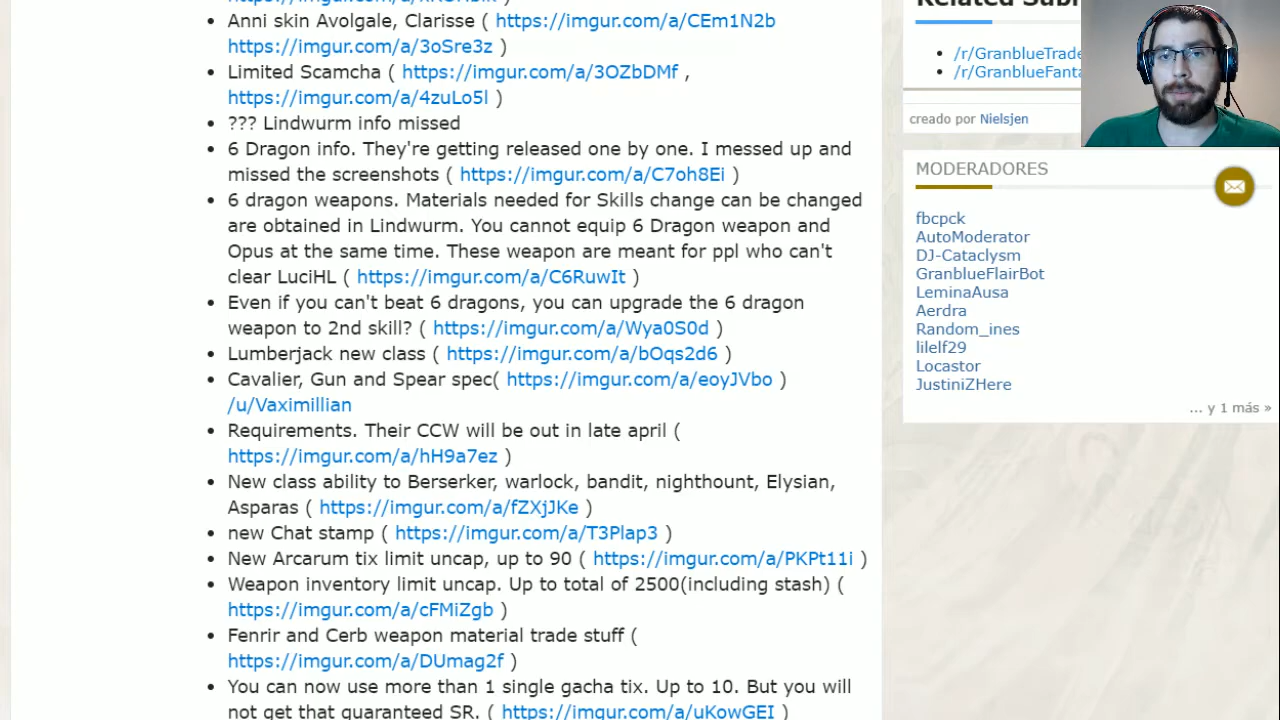 Anni skin Avolgale, Clarisse ( https://imgur.com/a/CEm1N2b
https://imgur.com/a/3oSre3z )
Limited Scamcha ( https://imgur.com/a/3OZbDMf ,
https://imgur.com/a/4zuLo5l )
??? Lindwurm info missed
6 Dragon info. They're getting released one by one. I messed up and
missed the screenshots ( https://imgur.com/a/C7oh8Ei )
6 dragon weapons. Materials needed for Skills change can be changed
are obtained in Lindwurm. You cannot equip 6 Dragon weapon and
Opus at the same time. These weapon are meant for ppl who can't
clear LuciHL ( https://imgur.com/a/C6RuwIt )
Even if you can't beat 6 dragons, you can upgrade the 6 dragon
weapon to 2nd skill? ( https://imgur.com/a/Wya0S0d )
Lumberjack new class ( https://imgur.com/a/bOqs2d6 )
Cavalier, Gun and Spear spec( https://imgur.com/a/eoyJVbo )
/u/Vaximillian
Requirements. Their CCW will be out in late april (
https://imgur.com/a/hH9a7ez )
New class ability to Berserker, warlock, bandit, nighthount, Elysian,
Asparas ( https://imgur.com/a/fZXjJKe )
new Chat stamp ( https://imgur.com/a/T3Plap3 )
New Arcarum tix limit uncap, up to 90 ( https://imgur.com/a/PKPt11i )
Weapon inventory limit uncap. Up to total of 2500(including stash) (
https://imgur.com/a/cFMiZgb )
Fenrir and Cerb weapon material trade stuff (
https://imgur.com/a/DUmag2f )
You can now use more than 1 single gacha tix. Up to 10. But you will
not get that guaranteed SR. ( https://imgur.com/a/uKowGEI )
Related
/r/GranblueTrade
/r/GranblueFanta
creado por Nielsjen
MODERADORES
fbcpck
AutoModerator
DJ-Cataclysm
GranblueFlairBot
LeminaAusa
Aerdra
Random_ines
lilelf29
Locastor
JustiniZHere
... y 1 más »